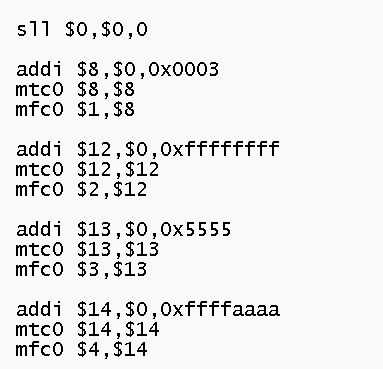 sll $0,$0,0
addi $8,$0,0x0003
mtc0 $8,$8
mfc0 $1,$8
addi $12,$0,0xffffffff
mtc0 $12,$12
mfc0 $2,$12
addi $13,$0,0x5555
mtc0 $13,$13
mfc0 $3,$13
addi $14,$0,0xffffaaaa
mtc0 $14,$14
mfc0 $4,$14